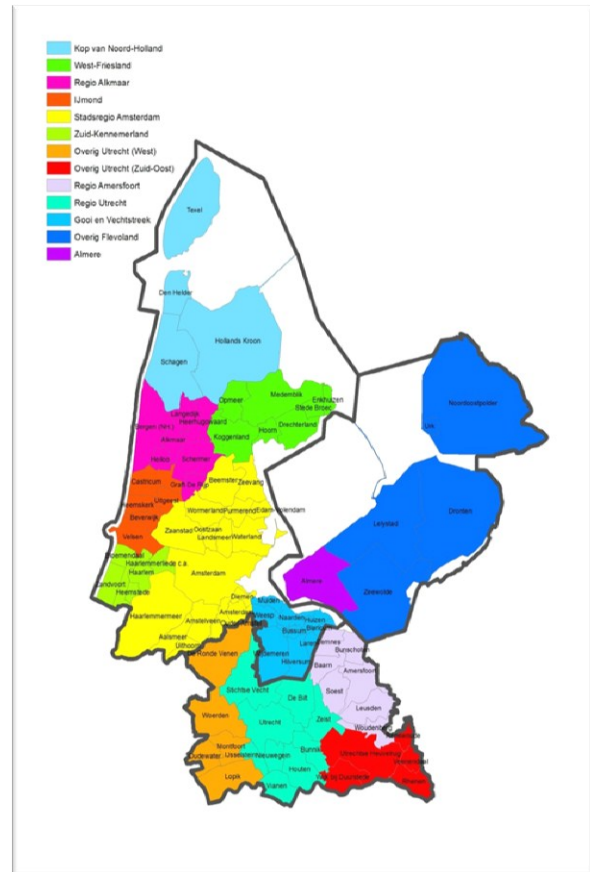 Kop van Noord-Holland
West-Friesland
Regio Alkmaar
IJmond
Stadsregio Amsterdam
Zuid-Kennemerland
Overig Utrecht (West)
Overig Utrecht (Zuid-Oost)
Regio Amersfoort
Regio Utrecht
Gooi en Vechtstreek
Overig Flevoland
Almere
Texel
Den Helder
Hollands Kroon
Schagen
Medemblik
Opmeer
Enkhuizen
Stede Broec
Langedijk
Heerhugowaard
Drechterland
Bergen (NH.)
Hoorn
Koggenland
Alkmaar
Heiloo
Schermer
Noordoostpolder
Urk
Castricum
Graft-De Rijp
Beemster
Zeevang
Uitgeest
Heemskerk
Wormerland
Purmerend
Edam-Volendam
Beverwijk
Zaanstad
Oostzaan
Landsmeer
Waterland
Velsen
Lelystad
Dronten
Bloemendaal
Haarlemmerliede c.a.
Haarlem
Zandvoort
Heemstede
Amsterdam
Almere
Zeewolde
Diemen
Muiden
Haarlemmermeer
Amstelveen
Amsterdam
Weesp
Naarden
Huizen
Bussum
Aalsmeer
Uithoorn
De Ronde Venen
Wijdemeren
Laren
Hilversum
Bunschoten
Baarn
Amersfoort
Soest
Stichtse Vecht
De Bilt
Leusden
Woerden
Utrecht
Zeist
Woudenberg
Montfoort
Oudewater
IJsselstein
Nieuwegein
Bunnik
Utrechtse Heuvelrug
Veenendaal
Houten
Lopik
Vianen
Wijk bij Duurstede
Rhenen